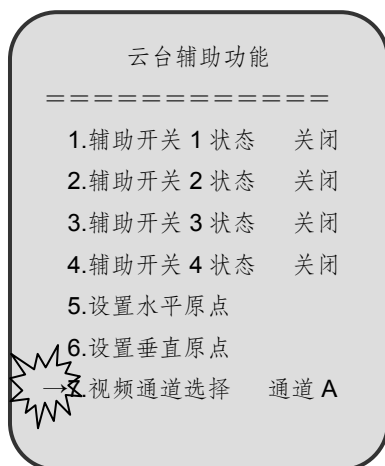 云台辅助功能
============
1.辅助开关 1 状态 关闭
2.辅助开关 2 状态 关闭
3.辅助开关 3 状态 关闭
4.辅助开关 4 状态 关闭
5.设置水平原点
6.设置垂直原点
→7.视频通道选择 通道 A